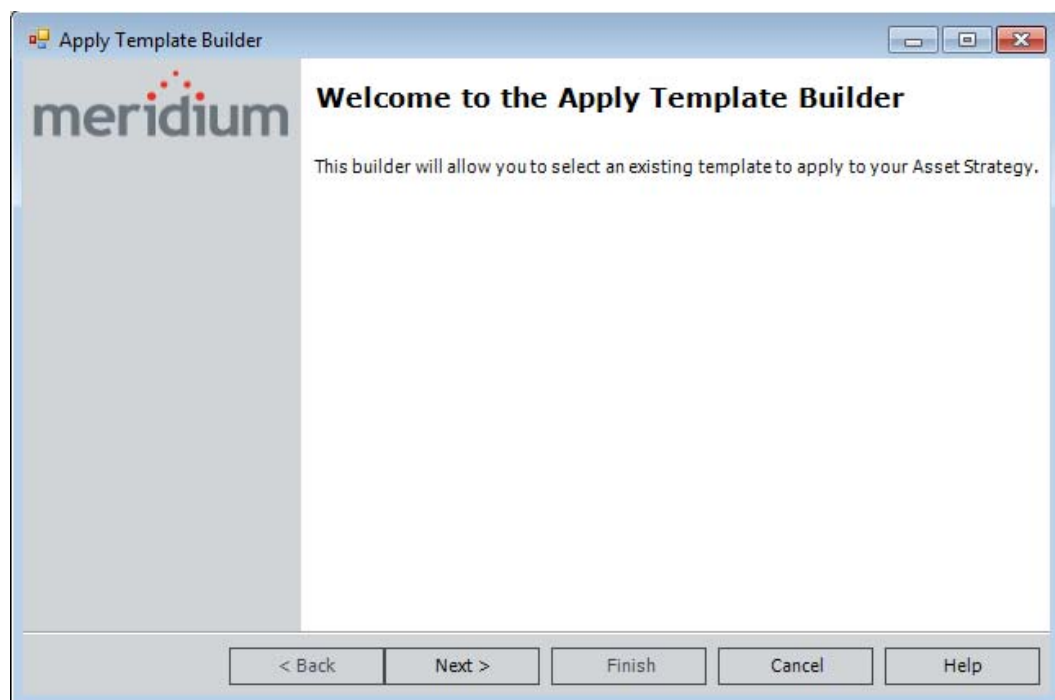 Apply Template Builder
meridium
Welcome to the Apply Template Builder
This builder will allow you to select an existing template to apply to your Asset Strategy.
< Back
Next >
Finish
Cancel
Help